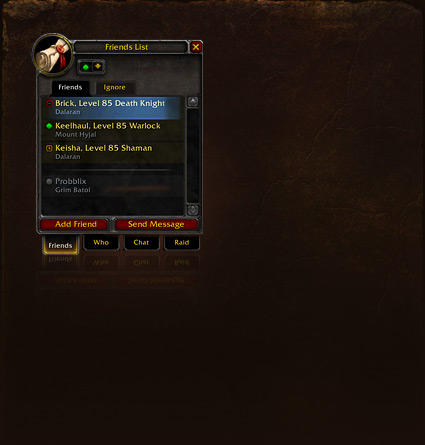 Friends List
Friends
Ignore
Brick, Level 85 Death Knight
Dalaran
Keelhaul, Level 85 Warlock
Mount Hyjal
Keisha, Level 85 Shaman
Dalaran
Probblix
Grim Batol
Add Friend
Send Message
Friends
Who
Chat
Raid